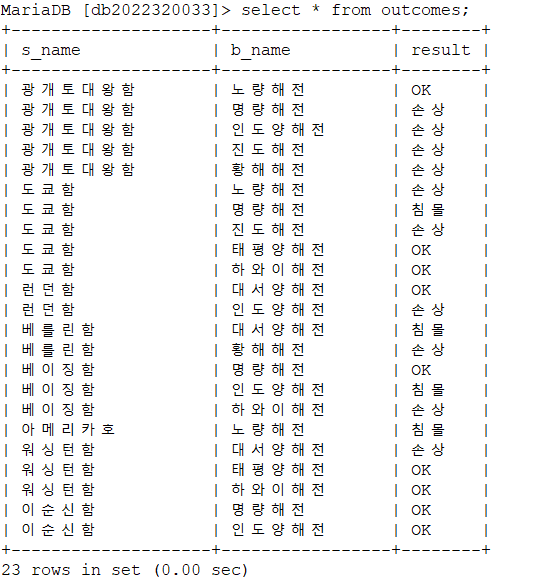 MariaDB [db2022320033]> select * from outcomes;
+--------------------+-----------------+--------+
| s_name | b_name | result |
+--------------------+-----------------+--------+
| 광개토대왕함 | 노량해전 | OK |
| 광개토대왕함 | 명량해전 | 손상 |
| 광개토대왕함 | 인도양해전 | 손상 |
| 광개토대왕함 | 진도해전 | 손상 |
| 광개토대왕함 | 황해해전 | 손상 |
| 도쿄함 | 노량해전 | 손상 |
| 도쿄함 | 명량해전 | 침몰 |
| 도쿄함 | 진도해전 | 손상 |
| 도쿄함 | 태평양해전 | OK |
| 도쿄함 | 하와이해전 | OK |
| 런던함 | 대서양해전 | OK |
| 런던함 | 인도양해전 | 손상 |
| 베를린함 | 대서양해전 | 침몰 |
| 베를린함 | 황해해전 | 손상 |
| 베이징함 | 명량해전 | OK |
| 베이징함 | 인도양해전 | 침몰 |
| 베이징함 | 하와이해전 | 손상 |
| 아메리카호 | 노량해전 | 침몰 |
| 워싱턴함 | 대서양해전 | 손상 |
| 워싱턴함 | 태평양해전 | OK |
| 워싱턴함 | 하와이해전 | OK |
| 이순신함 | 명량해전 | OK |
| 이순신함 | 인도양해전 | OK |
+--------------------+-----------------+--------+
23 rows in set (0.00 sec)